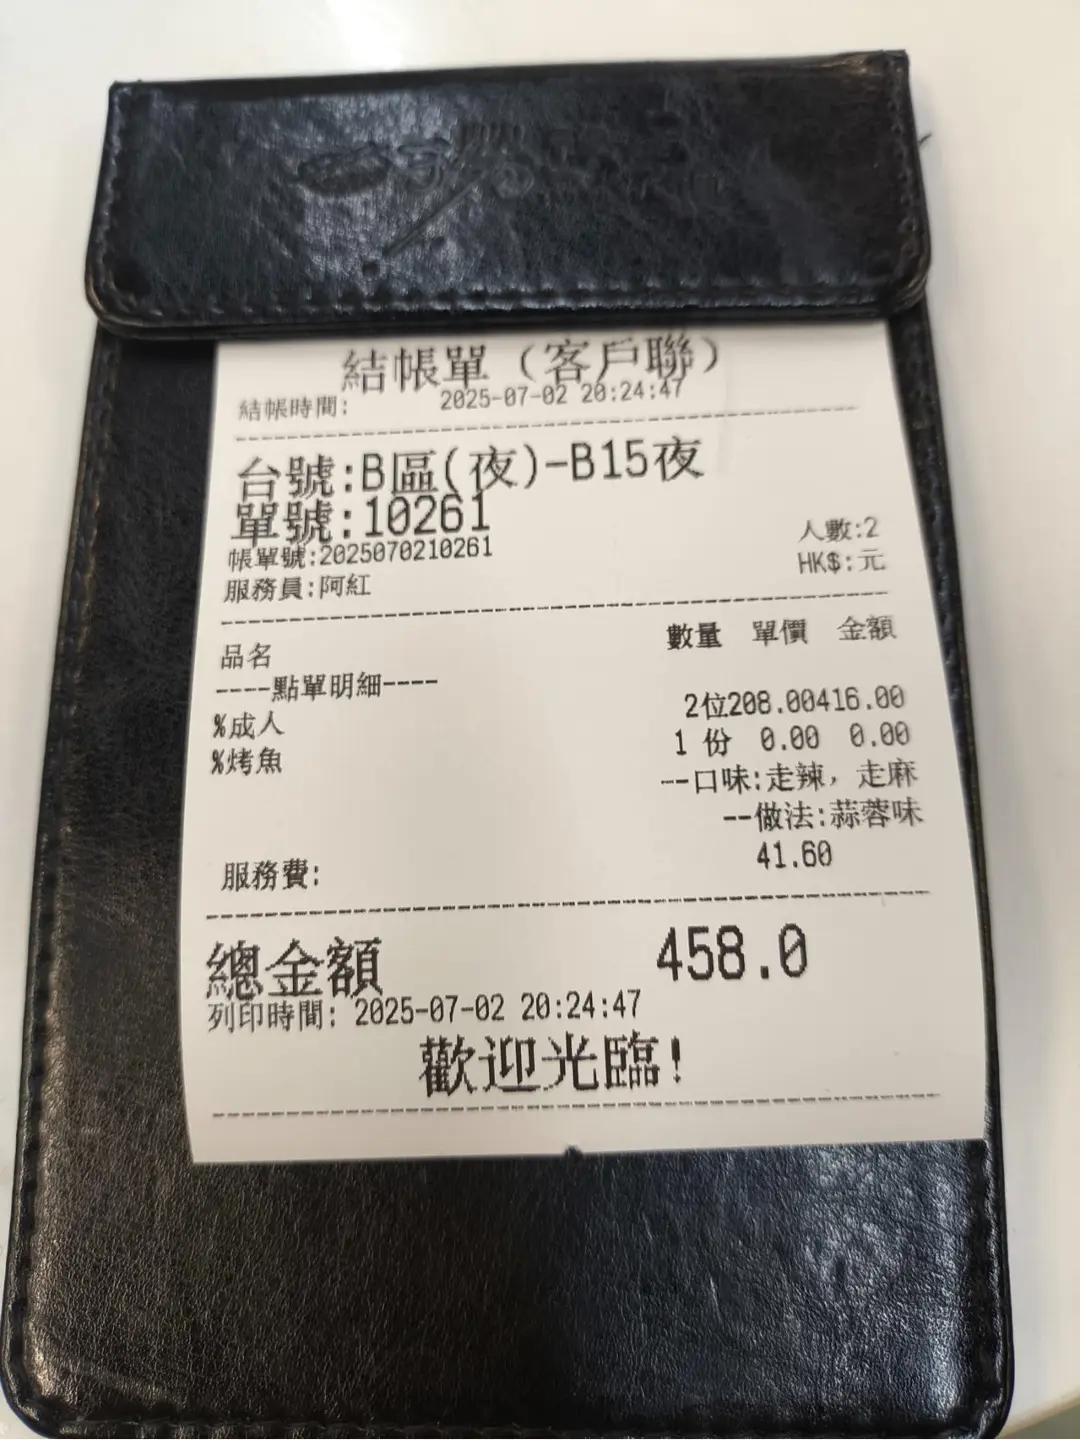 結帳單（客戶聯）
結帳時間: 2025-07-02 20:24:47
台號:B區(夜)-B15夜
單號:10261
帳單號:2025070210261 人數:2
服務員:阿紅 HK$:元
品名 數量 單價 金額
----點單明細----
%成人 2位208.00416.00
%烤魚 1 份 0.00 0.00
--口味:走辣，走麻
--做法:蒜蓉味
服務費: 41.60
總金額 458.0
列印時間: 2025-07-02 20:24:47
歡迎光臨!